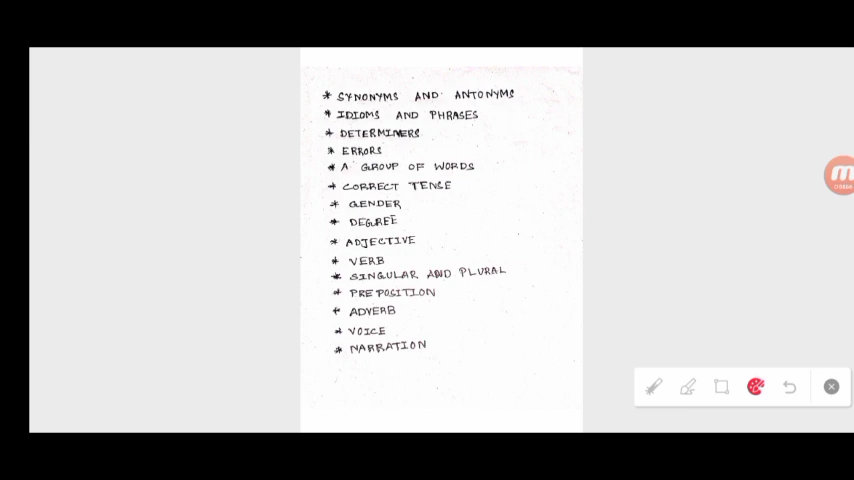 * SYNONYMS AND ANTONYMS
* IDIOMS AND PHRASES
* DETERMINERS
* ERRORS
* A GROUP OF WORDS
* CORRECT TENSE
* GENDER
* DEGREE
* ADJECTIVE
* VERB
* SINGULAR AND PLURAL
* PREPOSITION
* ADVERB
* VOICE
* NARRATION